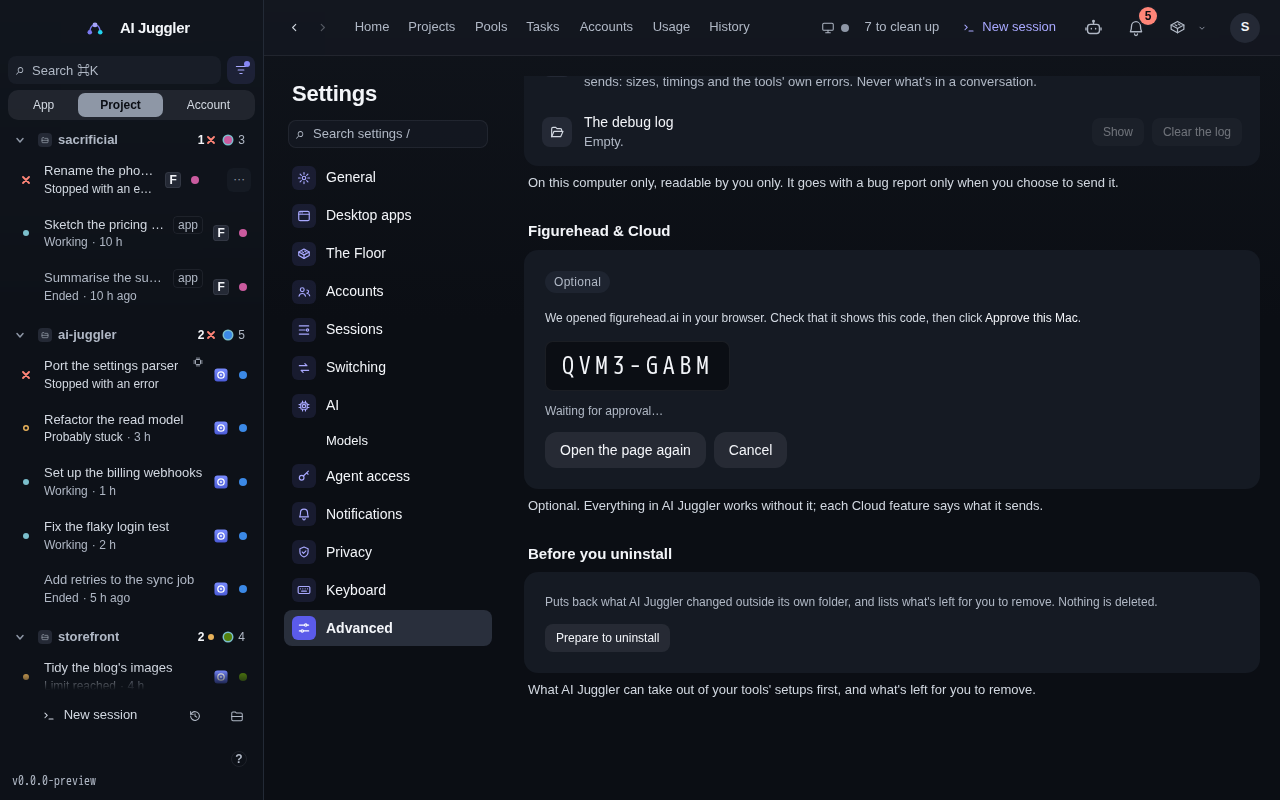 AI Juggler
Search ⌘K
App
Project
Account
sacrificial
1
3
Rename the pho…
Stopped with an e…
F
Sketch the pricing …
app
Working · 10 h
F
Summarise the su…
app
Ended · 10 h ago
F
ai-juggler
2
5
Port the settings parser
Stopped with an error
Refactor the read model
Probably stuck · 3 h
Set up the billing webhooks
Working · 1 h
Fix the flaky login test
Working · 2 h
Add retries to the sync job
Ended · 5 h ago
storefront
2
4
Tidy the blog's images
Limit reached · 4 h
New session
?
v0.0.0-preview
Home
Projects
Pools
Tasks
Accounts
Usage
History
7 to clean up
New session
5
S
Settings
Search settings /
General
Desktop apps
The Floor
Accounts
Sessions
Switching
AI
Models
Agent access
Notifications
Privacy
Keyboard
Advanced
sends: sizes, timings and the tools' own errors. Never what's in a conversation.
The debug log
Empty.
Show
Clear the log
On this computer only, readable by you only. It goes with a bug report only when you choose to send it.
Figurehead & Cloud
Optional
We opened figurehead.ai in your browser. Check that it shows this code, then click Approve this Mac.
QVM3-GABM
Waiting for approval…
Open the page again
Cancel
Optional. Everything in AI Juggler works without it; each Cloud feature says what it sends.
Before you uninstall
Puts back what AI Juggler changed outside its own folder, and lists what's left for you to remove. Nothing is deleted.
Prepare to uninstall
What AI Juggler can take out of your tools' setups first, and what's left for you to remove.